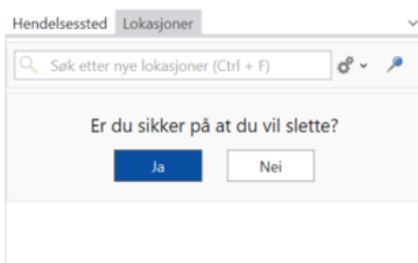 Hendelsessted Lokasjoner
Søk etter nye lokasjoner (Ctrl + F)
Er du sikker på at du vil slette?
Ja Nei